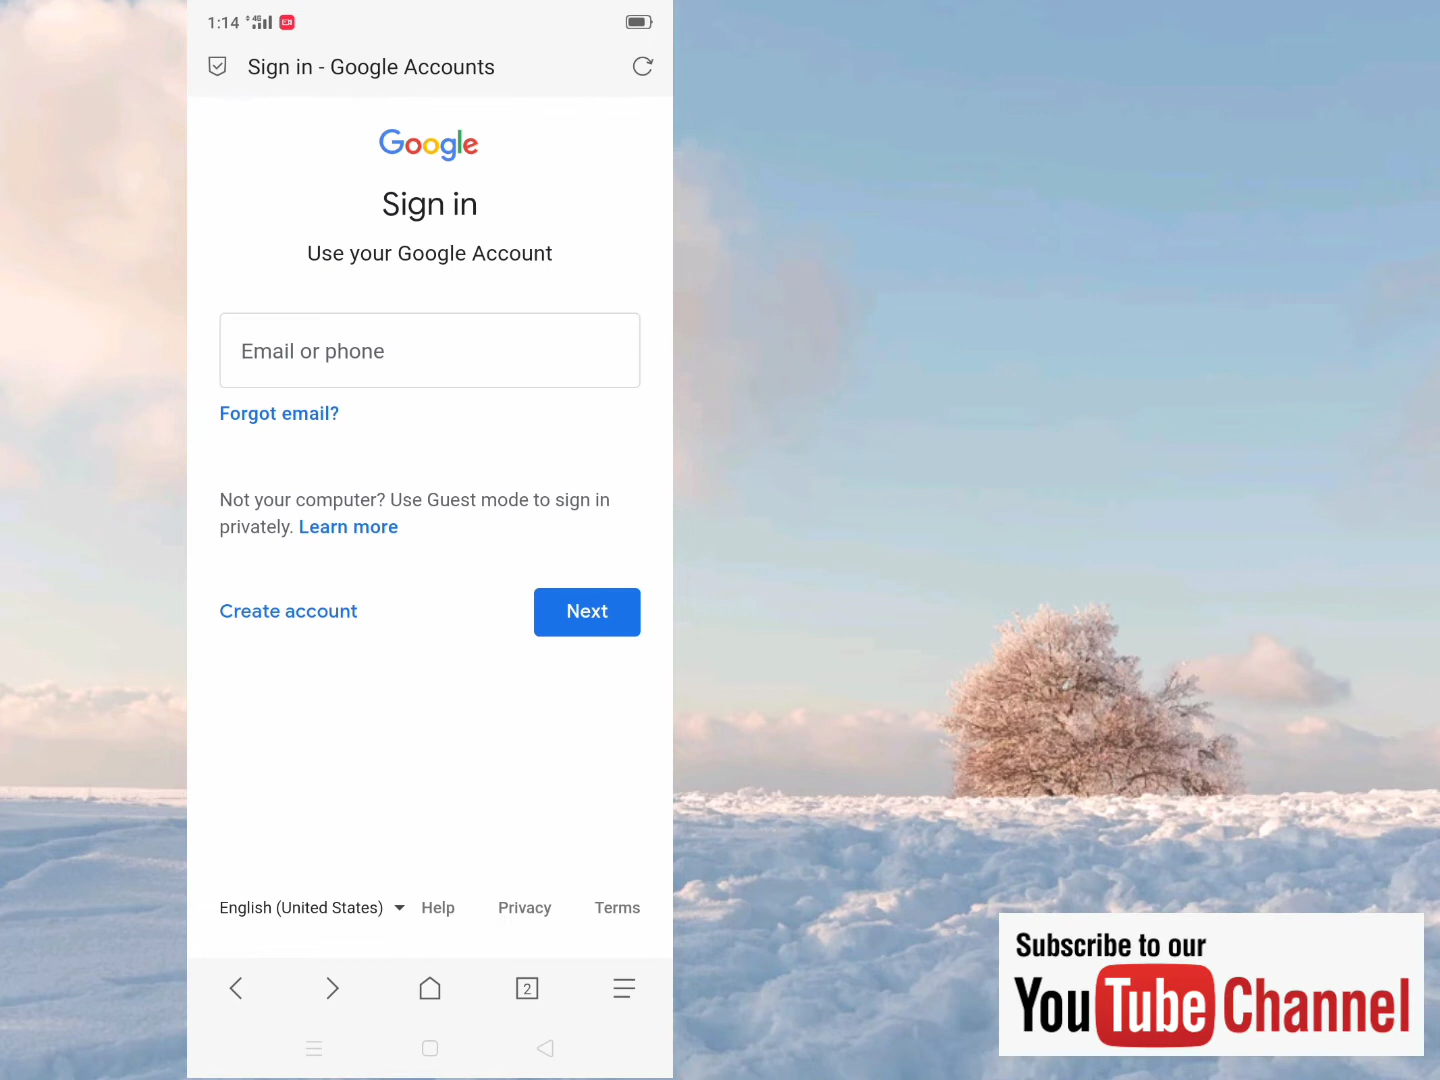 1:14 4G
Sign in - Google Accounts
Google
Sign in
Use your Google Account
Email or phone
Forgot email?
Not your computer? Use Guest mode to sign in
privately. Learn more
Create account
Next
English (United States) Help Privacy Terms
2
Subscribe to our
YouTube Channel